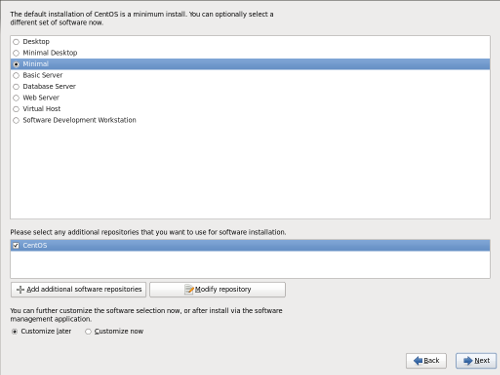 The default installation of CentOS is a minimum install. You can optionally select a
different set of software now.
Desktop
Minimal Desktop
Minimal
Basic Server
Database Server
Web Server
Virtual Host
Software Development Workstation
Please select any additional repositories that you want to use for software installation.
CentOS
Add additional software repositories
Modify repository
You can further customize the software selection now, or after install via the software
management application.
Customize later
Customize now
Back
Next